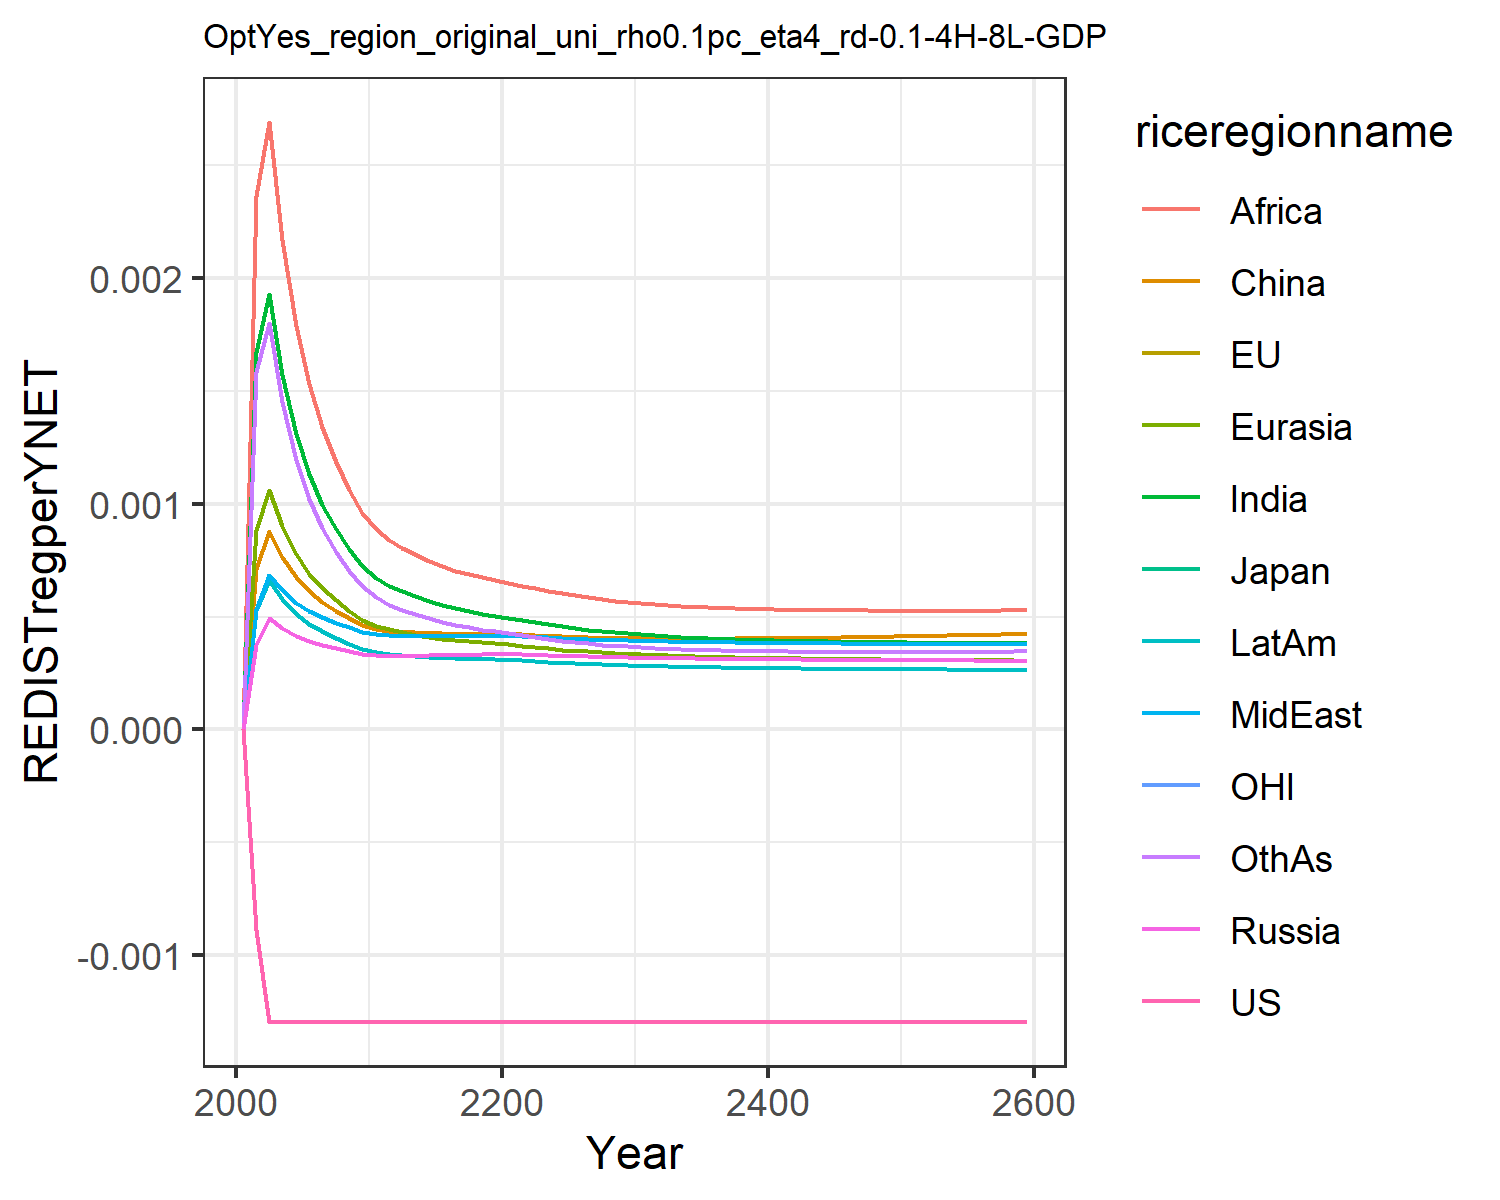 OptYes_region_original_uni_rho0.1pc_eta4_rd-0.1-4H-8L-GDP
REDISTregperYNET
0.002
0.001
0.000
-0.001
2000
2200
2400
2600
Year
riceregionname
Africa
China
EU
Eurasia
India
Japan
LatAm
MidEast
OHI
OthAs
Russia
US